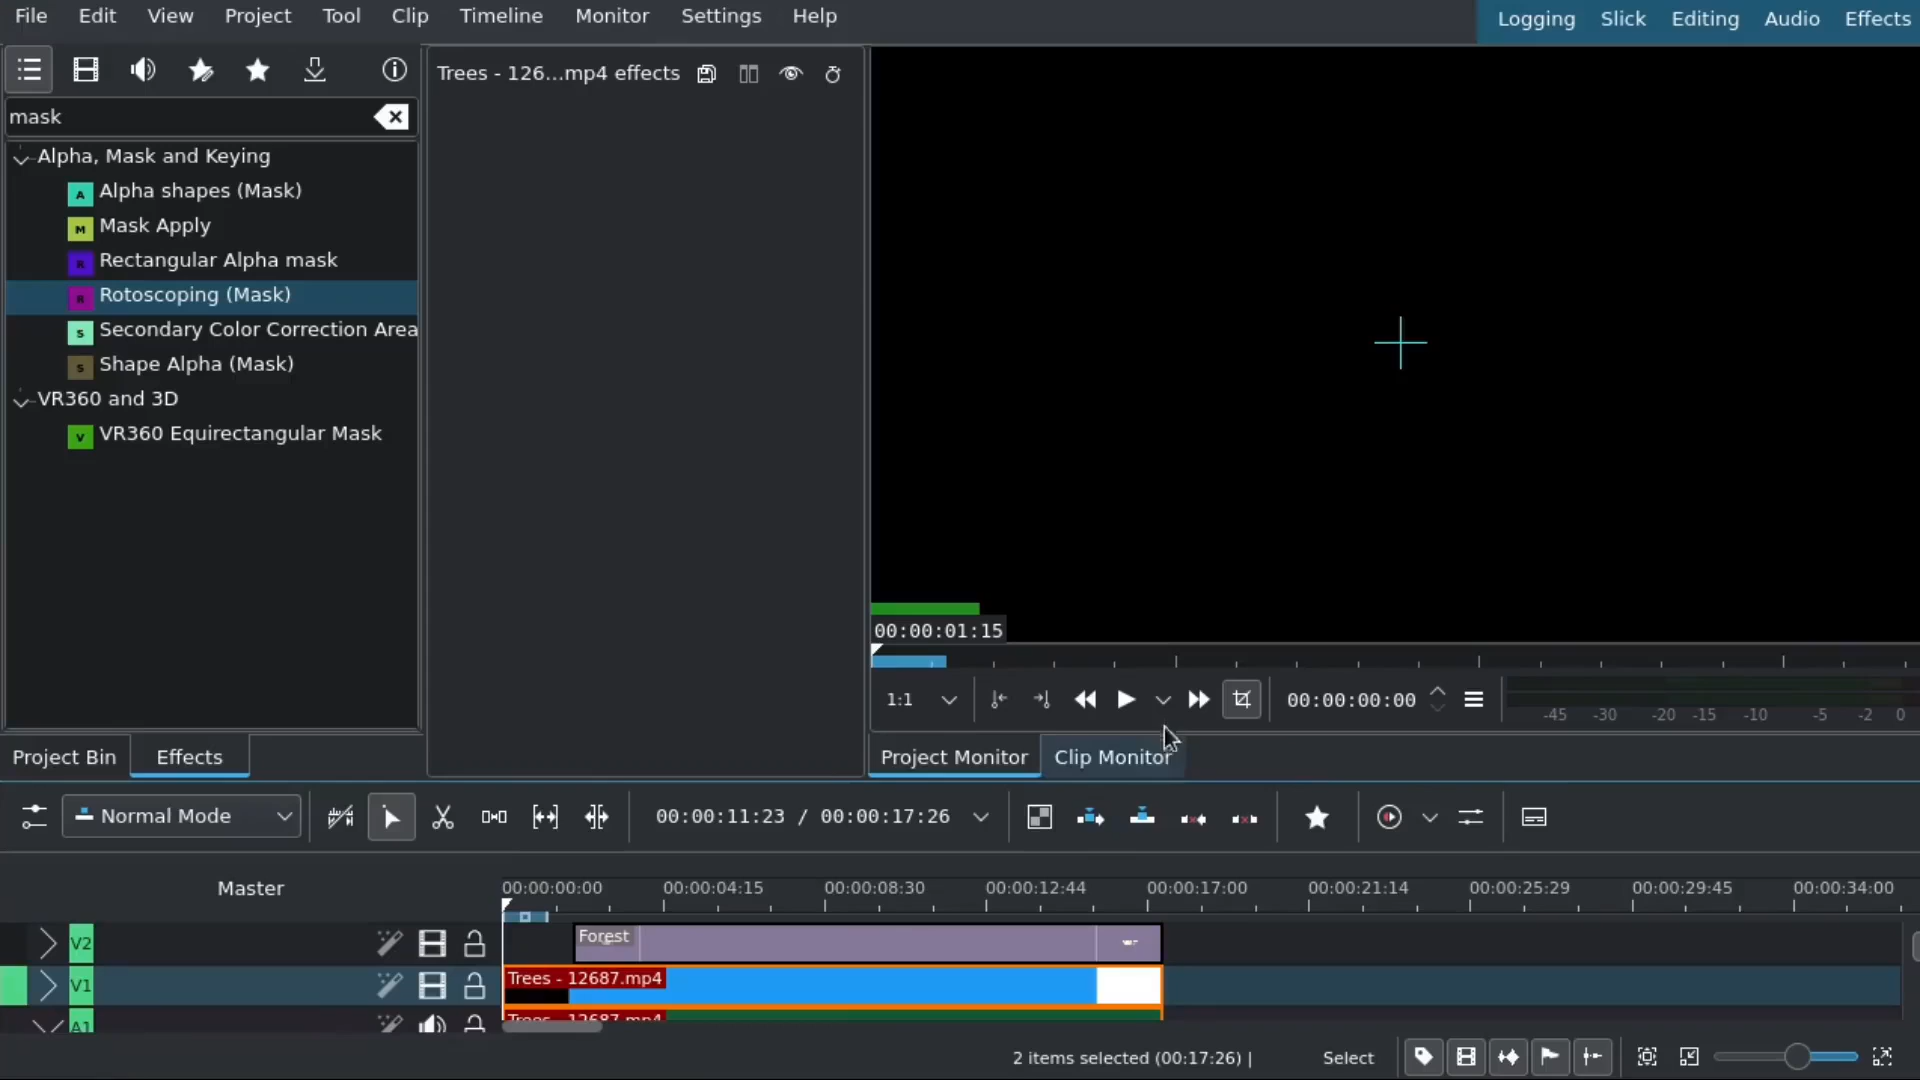 File Edit View Project Tool Clip Timeline Monitor Settings Help
Logging Slick Editing Audio Effects
Trees - 126...mp4 effects
mask
Alpha, Mask and Keying
A Alpha shapes (Mask)
M Mask Apply
R Rectangular Alpha mask
R Rotoscoping (Mask)
S Secondary Color Correction Area
S Shape Alpha (Mask)
VR360 and 3D
V VR360 Equirectangular Mask
00:00:01:15
1:1 00:00:00:00
-45 -30 -20 -15 -10 -5 -2 0
Project Bin Effects
Project Monitor Clip Monitor
Normal Mode 00:00:11:23 / 00:00:17:26
Master
00:00:00:00 00:00:04:15 00:00:08:30 00:00:12:44 00:00:17:00 00:00:21:14 00:00:25:29 00:00:29:45 00:00:34:00
V2 Forest
V1 Trees - 12687.mp4
A1 Trees - 12687.mp4
2 items selected (00:17:26) | Select